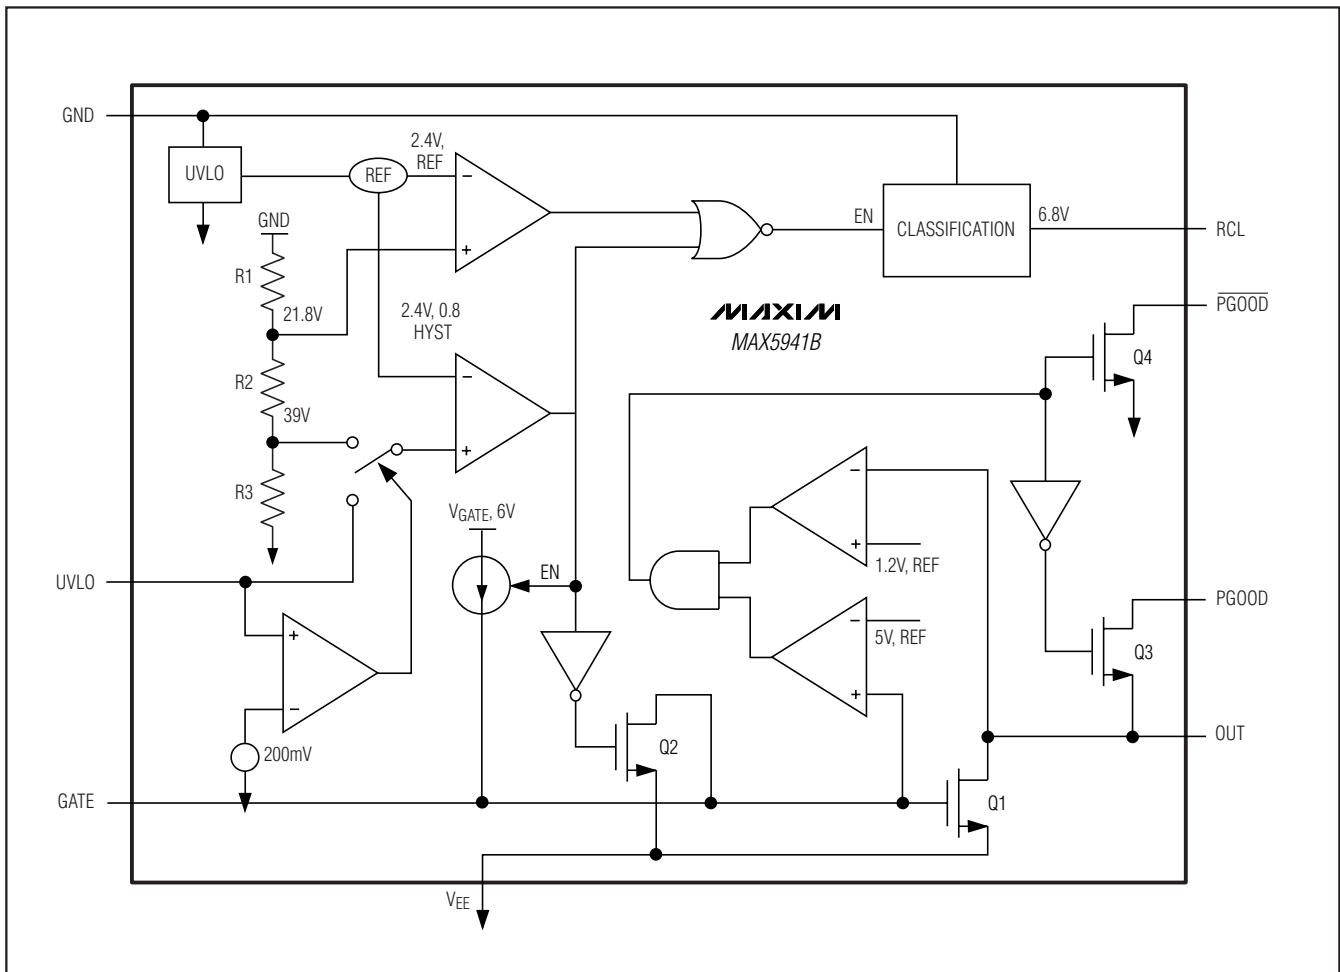 GND
UVLO
REF
2.4V,
REF
GND
R1
21.8V
2.4V, 0.8
HYST
R2
39V
R3
EN
CLASSIFICATION
6.8V
RCL
MAXIM
MAX5941B
PGOOD
Q4
VGATE, 6V
EN
1.2V, REF
5V, REF
UVLO
PGOOD
Q3
200mV
Q2
OUT
GATE
Q1
VEE